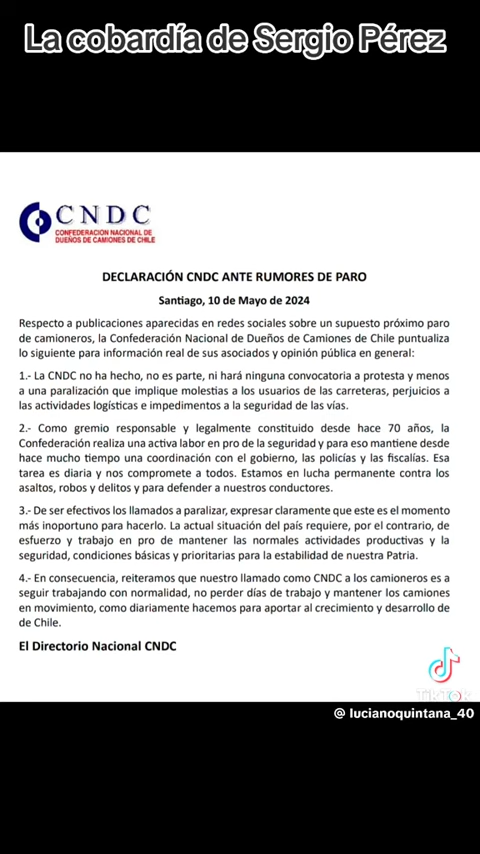 La cobardía de Sergio Pérez
CNDC
CONFEDERACION NACIONAL DE
DUEÑOS DE CAMIONES DE CHILE
DECLARACIÓN CNDC ANTE RUMORES DE PARO
Santiago, 10 de Mayo de 2024
Respecto a publicaciones aparecidas en redes sociales sobre un supuesto próximo paro
de camioneros, la Confederación Nacional de Dueños de Camiones de Chile puntualiza
lo siguiente para información real de sus asociados y opinión pública en general:
1.- La CNDC no ha hecho, no es parte, ni hará ninguna convocatoria a protesta y menos
a una paralización que implique molestias a los usuarios de las carreteras, perjuicios a
las actividades logísticas e impedimentos a la seguridad de las vías.
2.- Como gremio responsable y legalmente constituido desde hace 70 años, la
Confederación realiza una activa labor en pro de la seguridad y para eso mantiene desde
hace mucho tiempo una coordinación con el gobierno, las policías y las fiscalías. Esa
tarea es diaria y nos compromete a todos. Estamos en lucha permanente contra los
asaltos, robos y delitos y para defender a nuestros conductores.
3.- De ser efectivos los llamados a paralizar, expresar claramente que este es el momento
más inoportuno para hacerlo. La actual situación del país requiere, por el contrario, de
esfuerzo y trabajo en pro de mantener las normales actividades productivas y la
seguridad, condiciones básicas y prioritarias para la estabilidad de nuestra Patria.
4.- En consecuencia, reiteramos que nuestro llamado como CNDC a los camioneros es a
seguir trabajando con normalidad, no perder días de trabajo y mantener los camiones
en movimiento, como diariamente hacemos para aportar al crecimiento y desarrollo de
de Chile.
El Directorio Nacional CNDC
TikTok
@ lucianoquintana_40